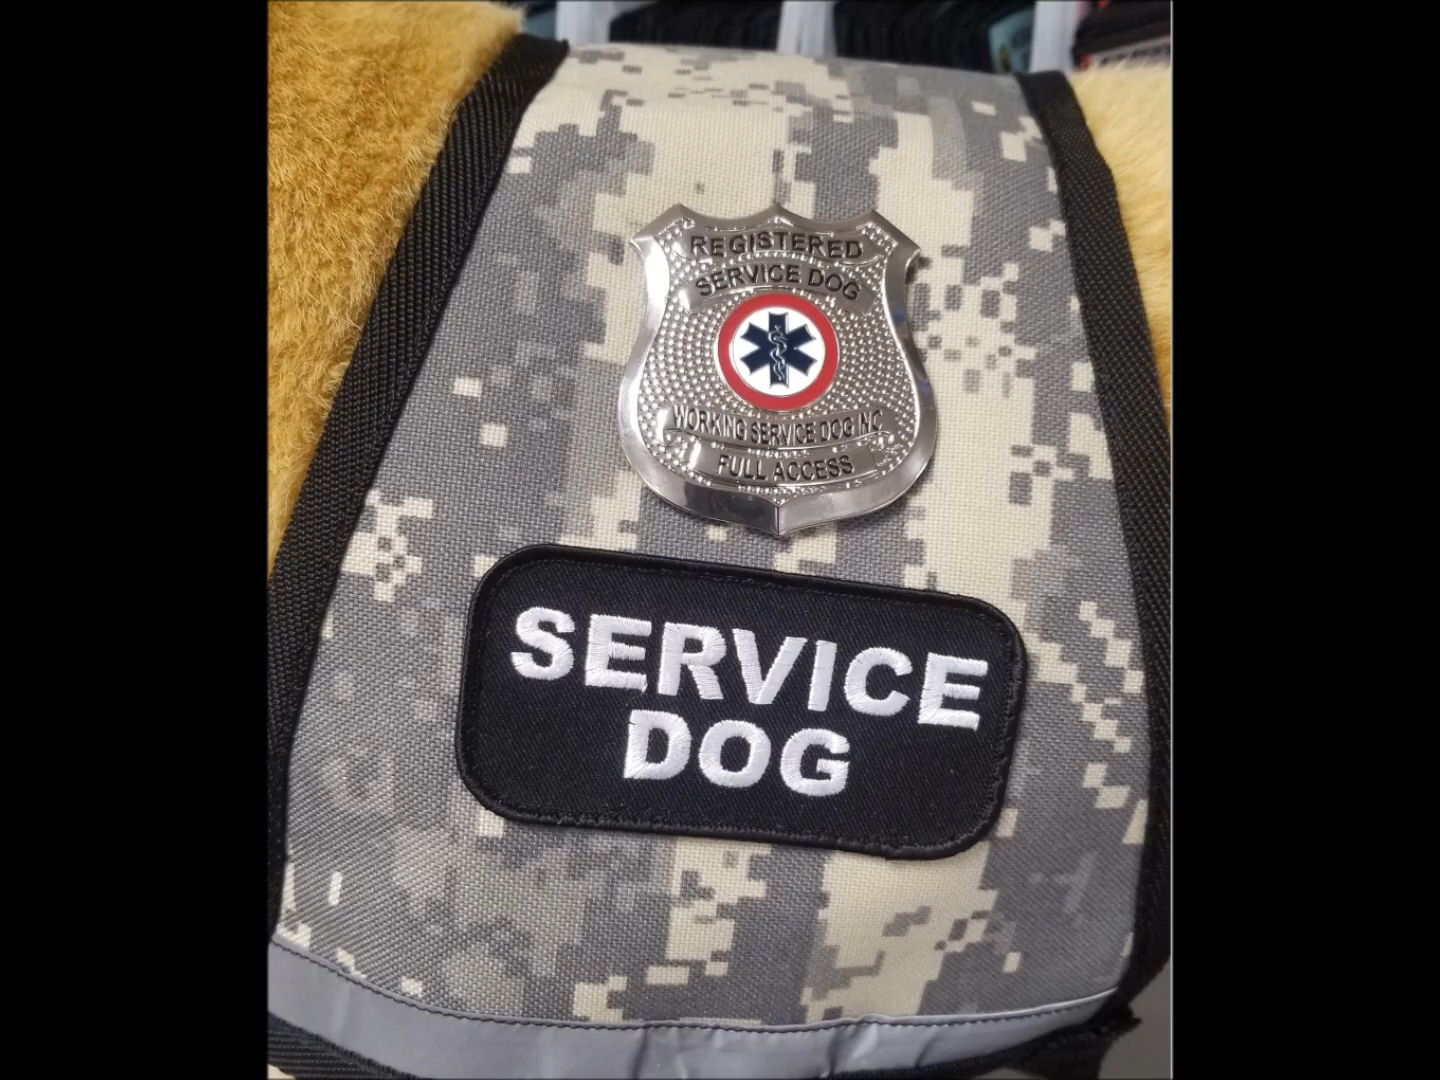 REGISTERED
SERVICE DOG
WORKING SERVICE DOG INC
FULL ACCESS
SERVICE
DOG